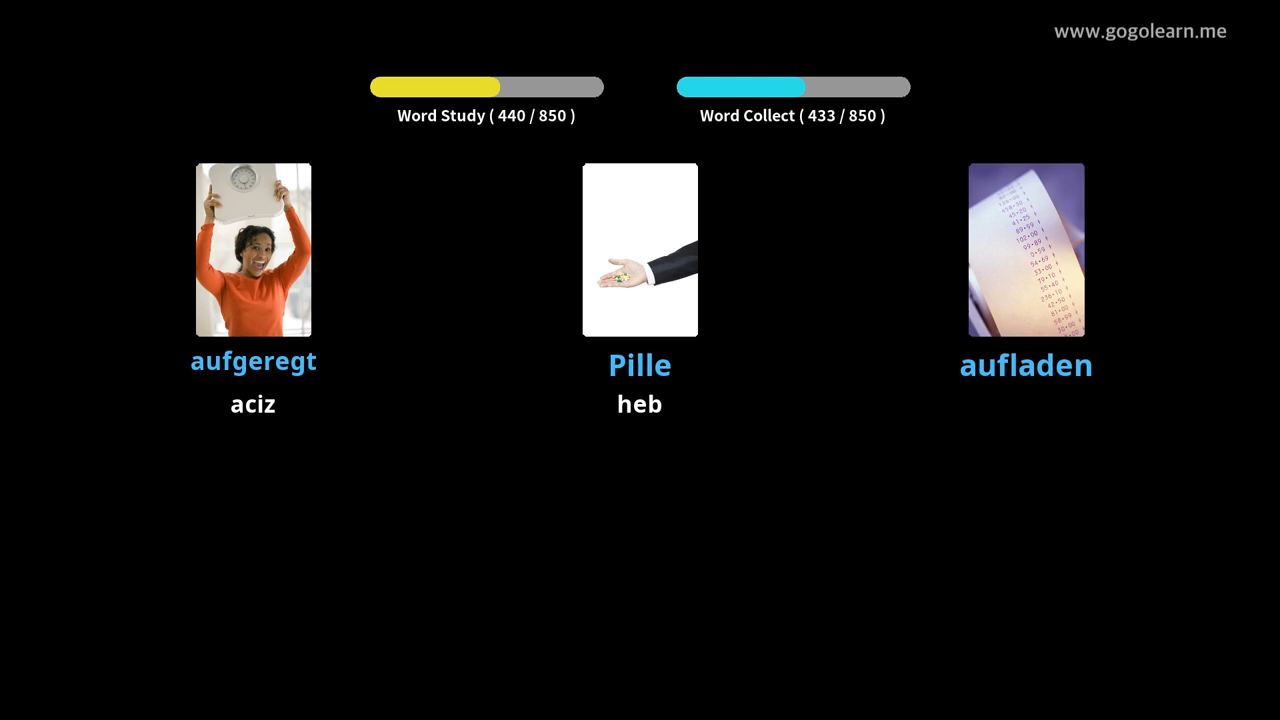 www.gogolearn.me
Word Study ( 440 / 850 )
Word Collect ( 433 / 850 )
aufgeregt
Pille
aufladen
aciz
heb